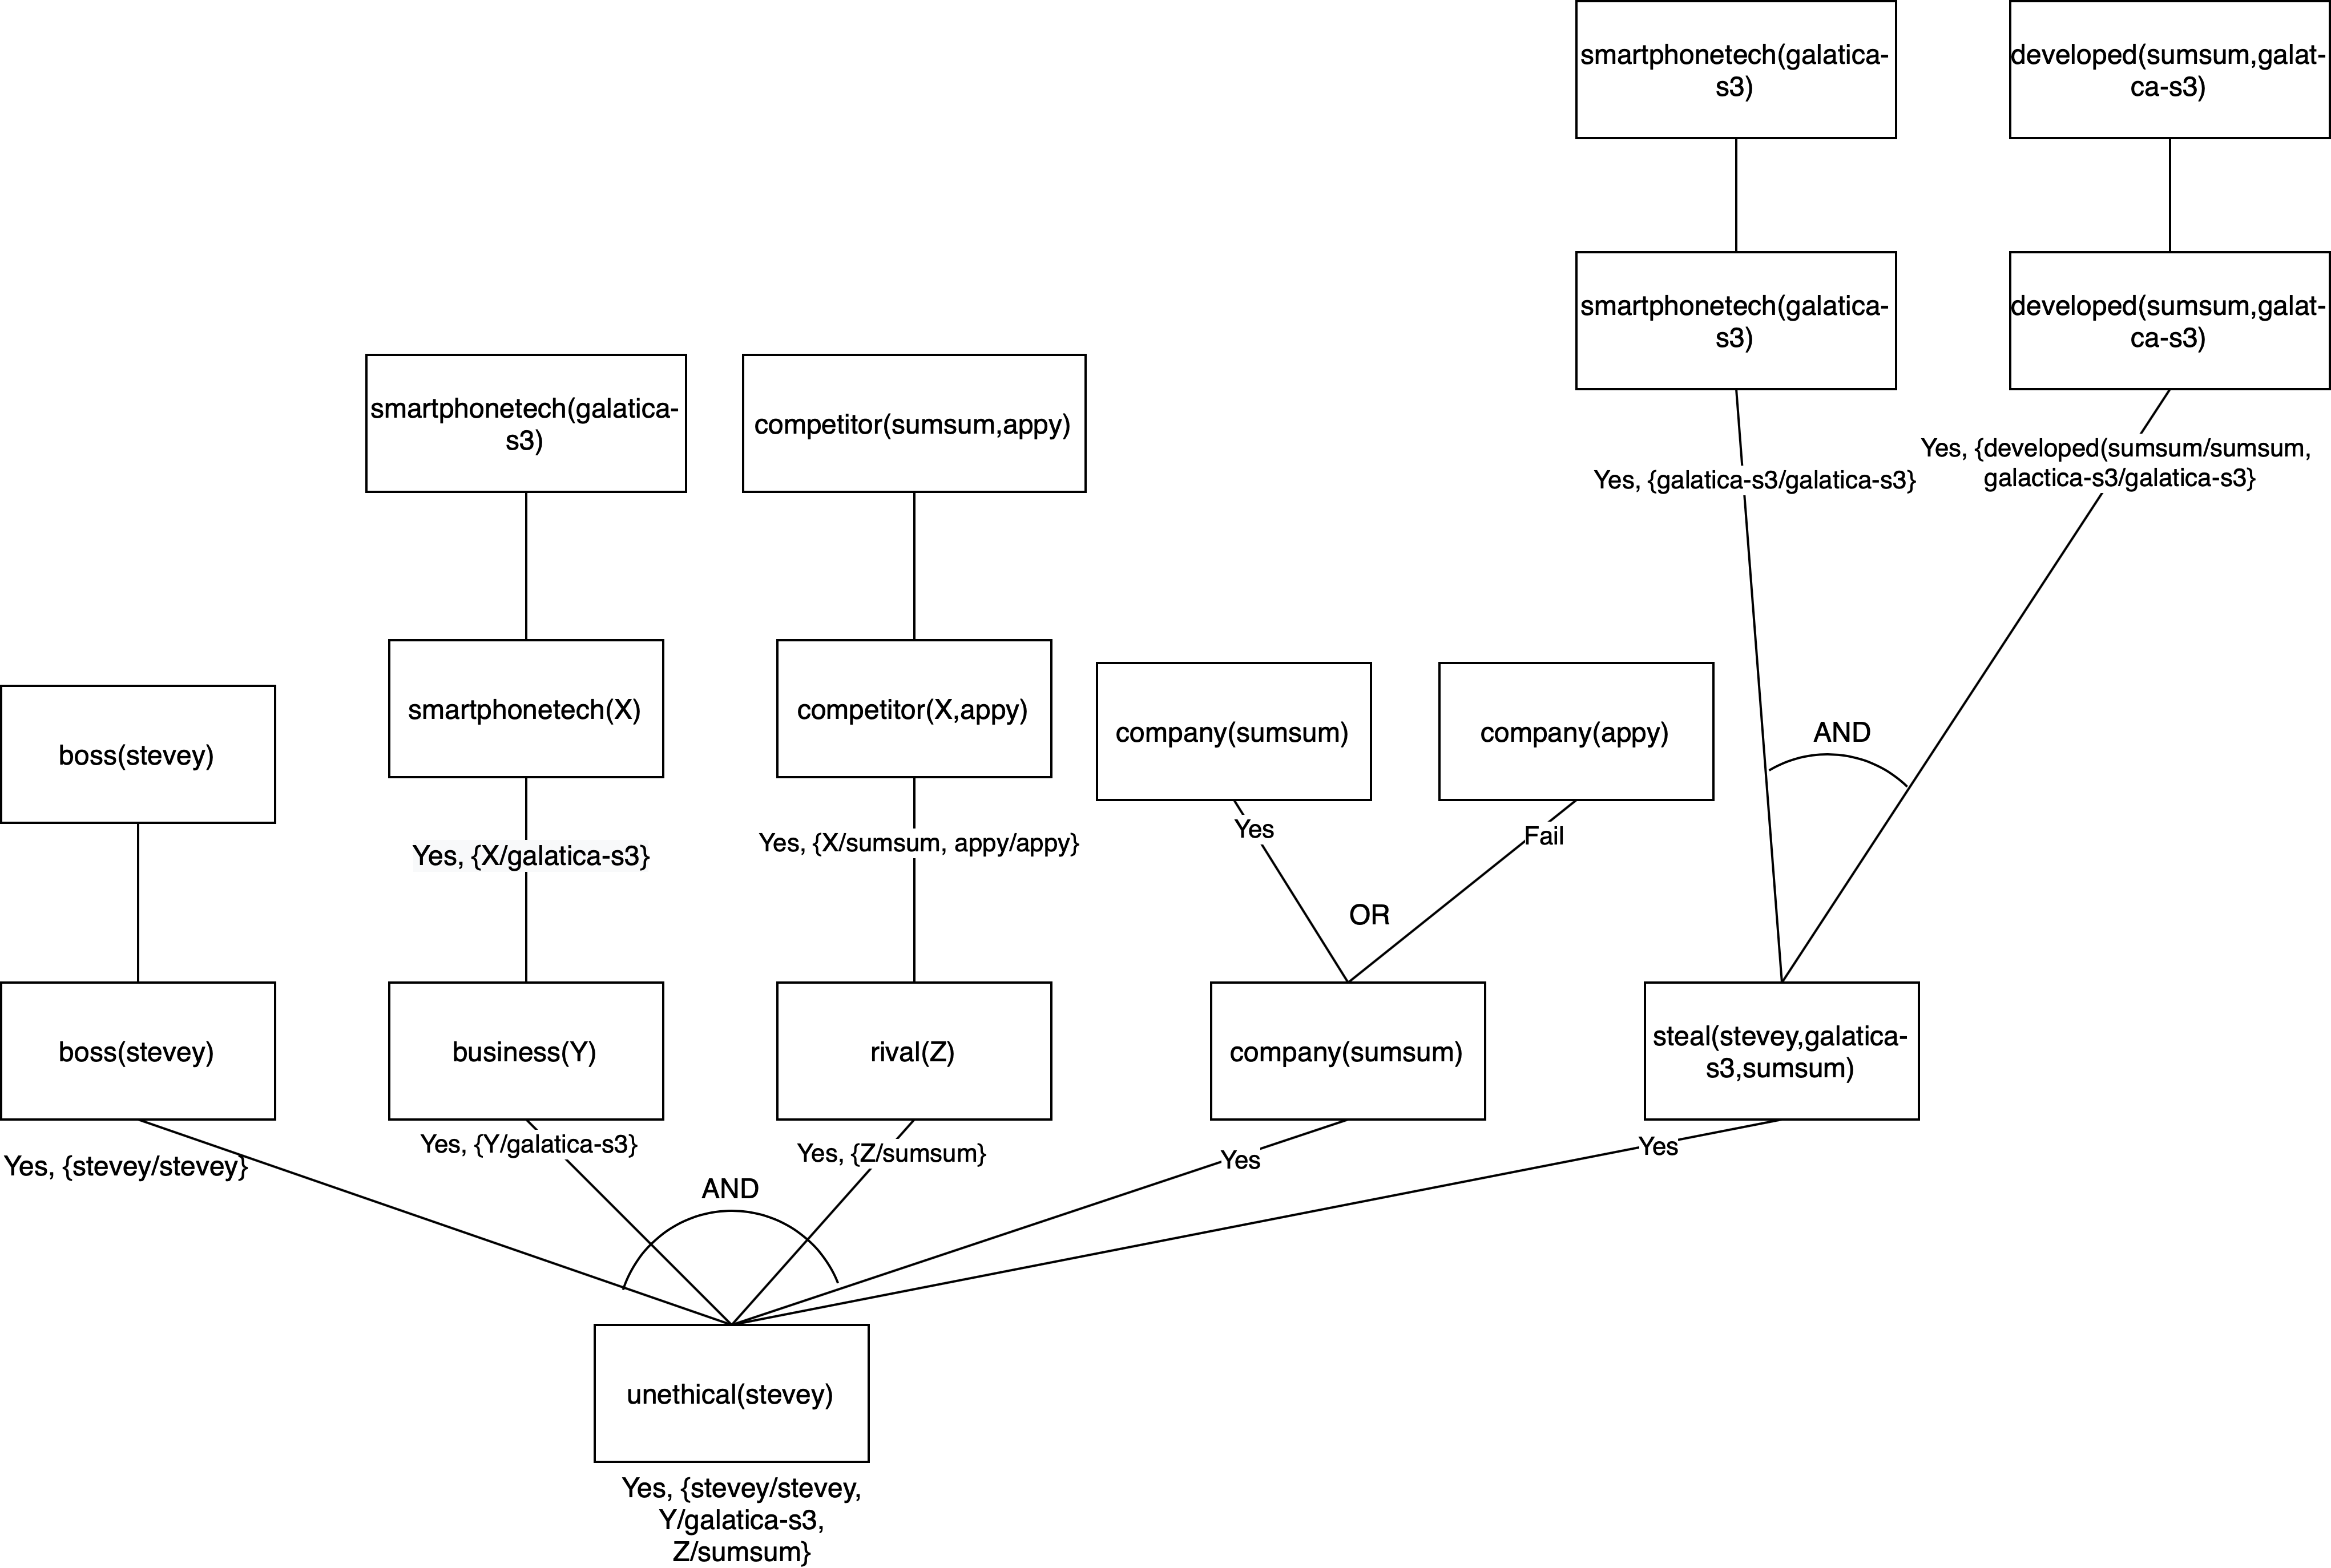 smartphonetech(galatica-
s3)
developed(sumsum,galat-
ca-s3)
smartphonetech(galatica-
s3)
developed(sumsum,galat-
ca-s3)
smartphonetech(galatica-
s3)
competitor(sumsum,appy)
Yes, {galatica-s3/galatica-s3}
Yes, {developed(sumsum/sumsum,
galactica-s3/galatica-s3}
boss(stevey)
smartphonetech(X)
competitor(X,appy)
company(sumsum)
company(appy)
AND
Yes, {X/galatica-s3}
Yes, {X/sumsum, appy/appy}
Yes
Fail
OR
boss(stevey)
business(Y)
rival(Z)
company(sumsum)
steal(stevey,galatica-
s3,sumsum)
Yes, {stevey/stevey}
Yes, {Y/galatica-s3}
Yes, {Z/sumsum}
Yes
Yes
AND
unethical(stevey)
Yes, {stevey/stevey,
Y/galatica-s3,
Z/sumsum}